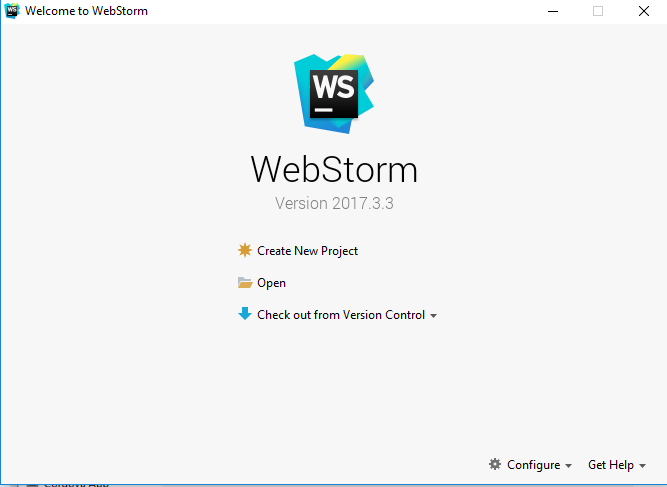 Welcome to WebStorm
WS
WebStorm
Version 2017.3.3
Create New Project
Open
Check out from Version Control
Configure
Get Help